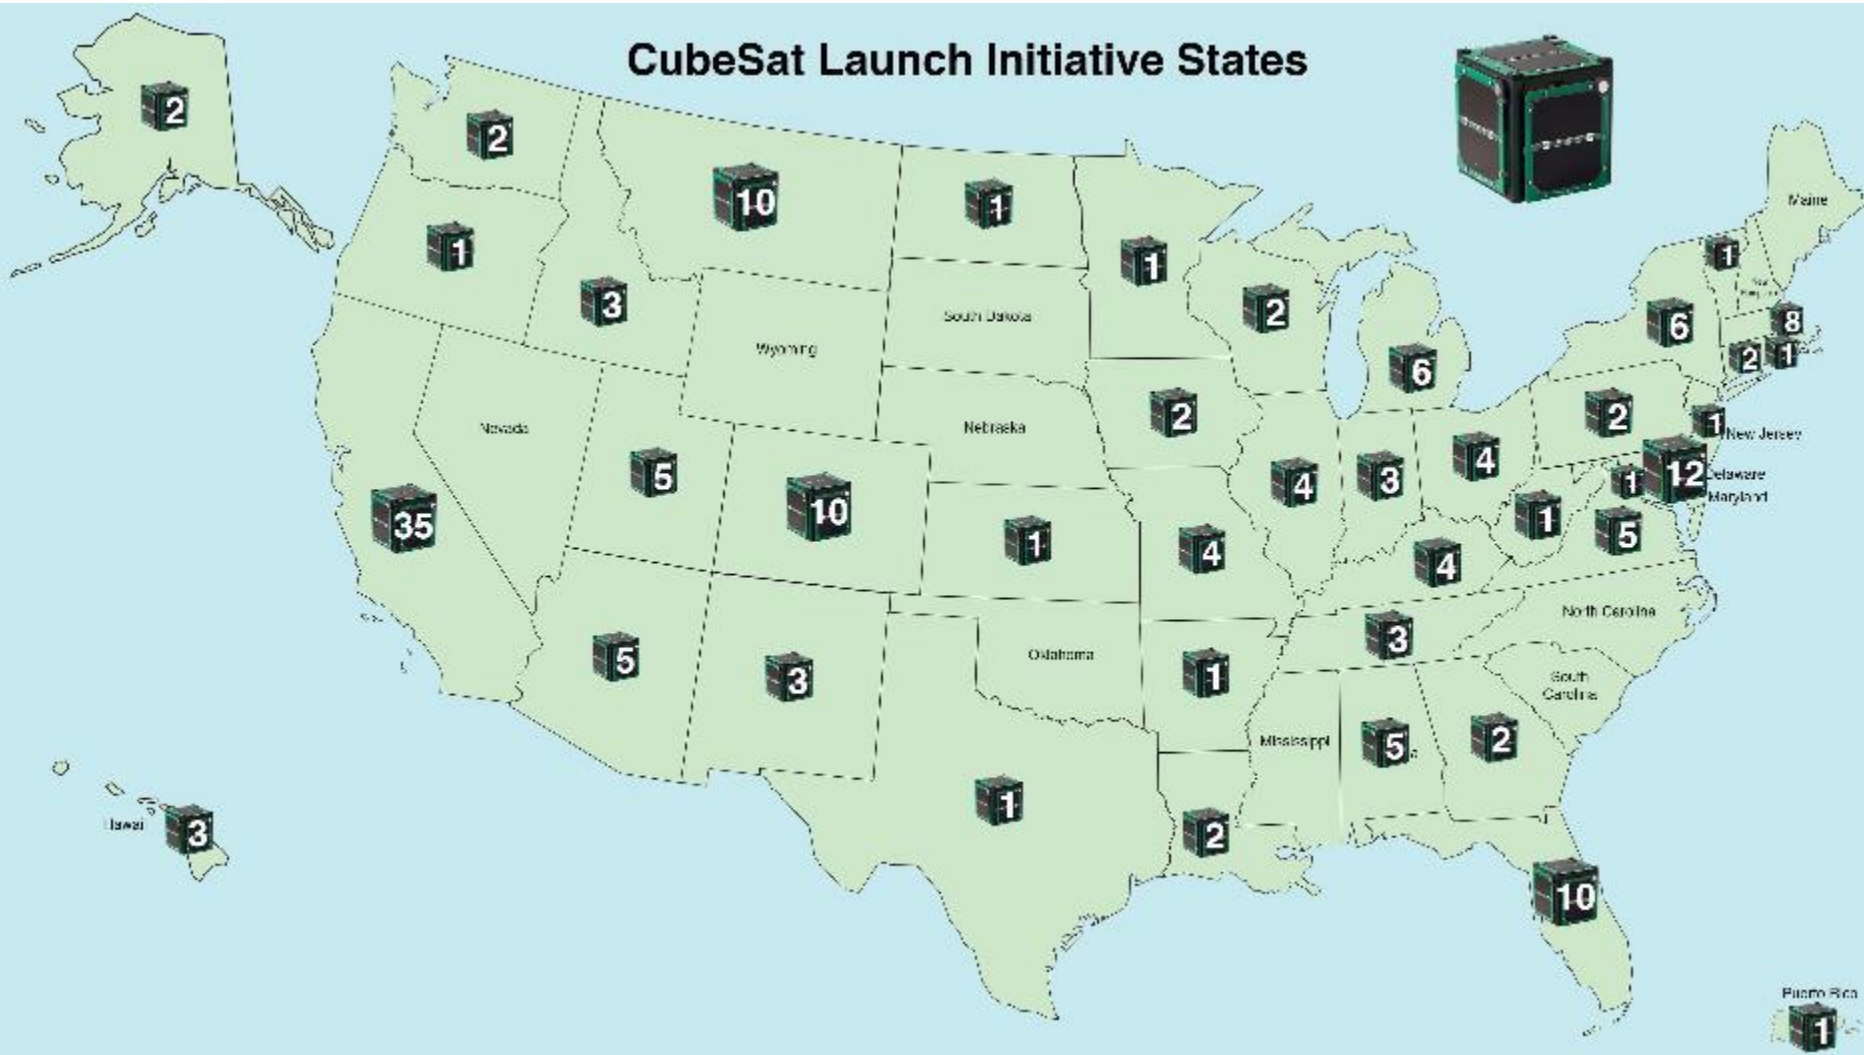 CubeSat Launch Initiative States
2
2
10
1
Maine
1
1
1
3
2
South Dakota
6
8
Wyoming
6
2
1
2
2
1
Nevada
Nebraska
New Jersey
5
4
3
4
1
12
Delaware
Maryland
35
10
1
4
1
5
4
North Carolina
3
Oklahoma
5
3
1
South
Carolina
Mississippi
5
2
1
Hawai
3
2
10
Puerto Rico
1